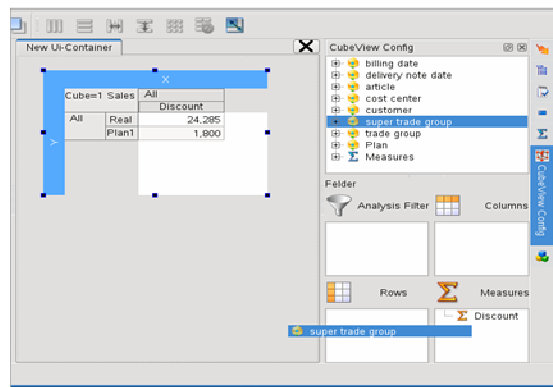 New Ui-Container
CubeView Config
X
Cube=1 Sales All
Discount
All Real 24,285
Plan1 1,800
Y
billing date
delivery note date
article
cost center
customer
super trade group
trade group
Plan
Measures
Felder
Analysis Filter
Columns
Rows
Measures
Discount
super trade group
CubeView Config